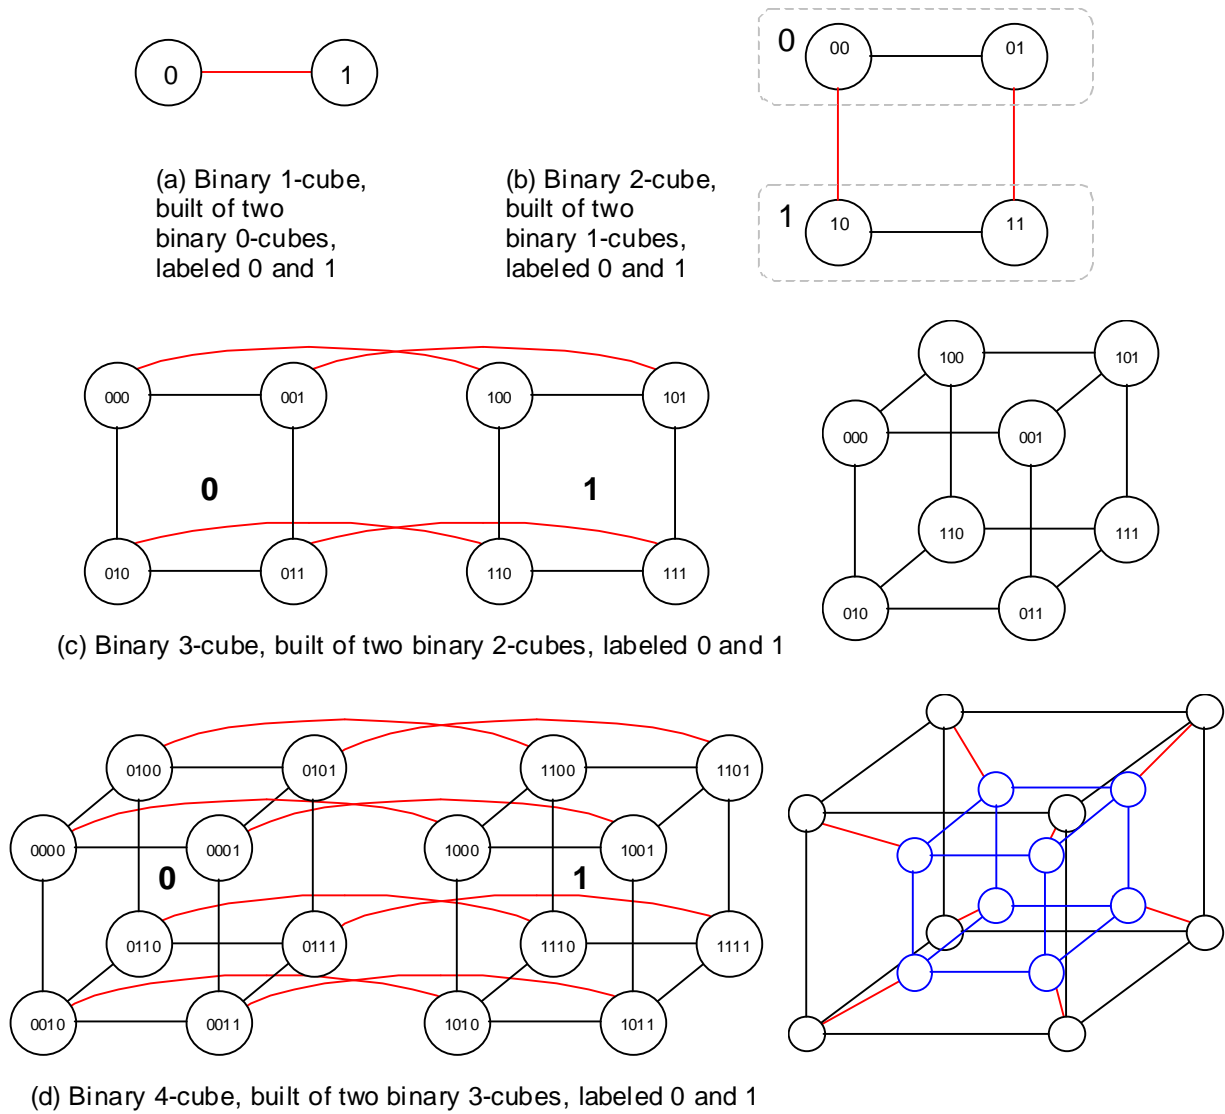 0 1
0 00 01
(a) Binary 1-cube,
built of two
binary 0-cubes,
labeled 0 and 1
(b) Binary 2-cube,
built of two
binary 1-cubes,
labeled 0 and 1
1 10 11
000 001 100 101
0 1
010 011 110 111
100 101
000 001
110 111
010 011
(c) Binary 3-cube, built of two binary 2-cubes, labeled 0 and 1
0100 0101 1100 1101
0000 0001 1000 1001
0 1
0110 0111 1110 1111
0010 0011 1010 1011
(d) Binary 4-cube, built of two binary 3-cubes, labeled 0 and 1